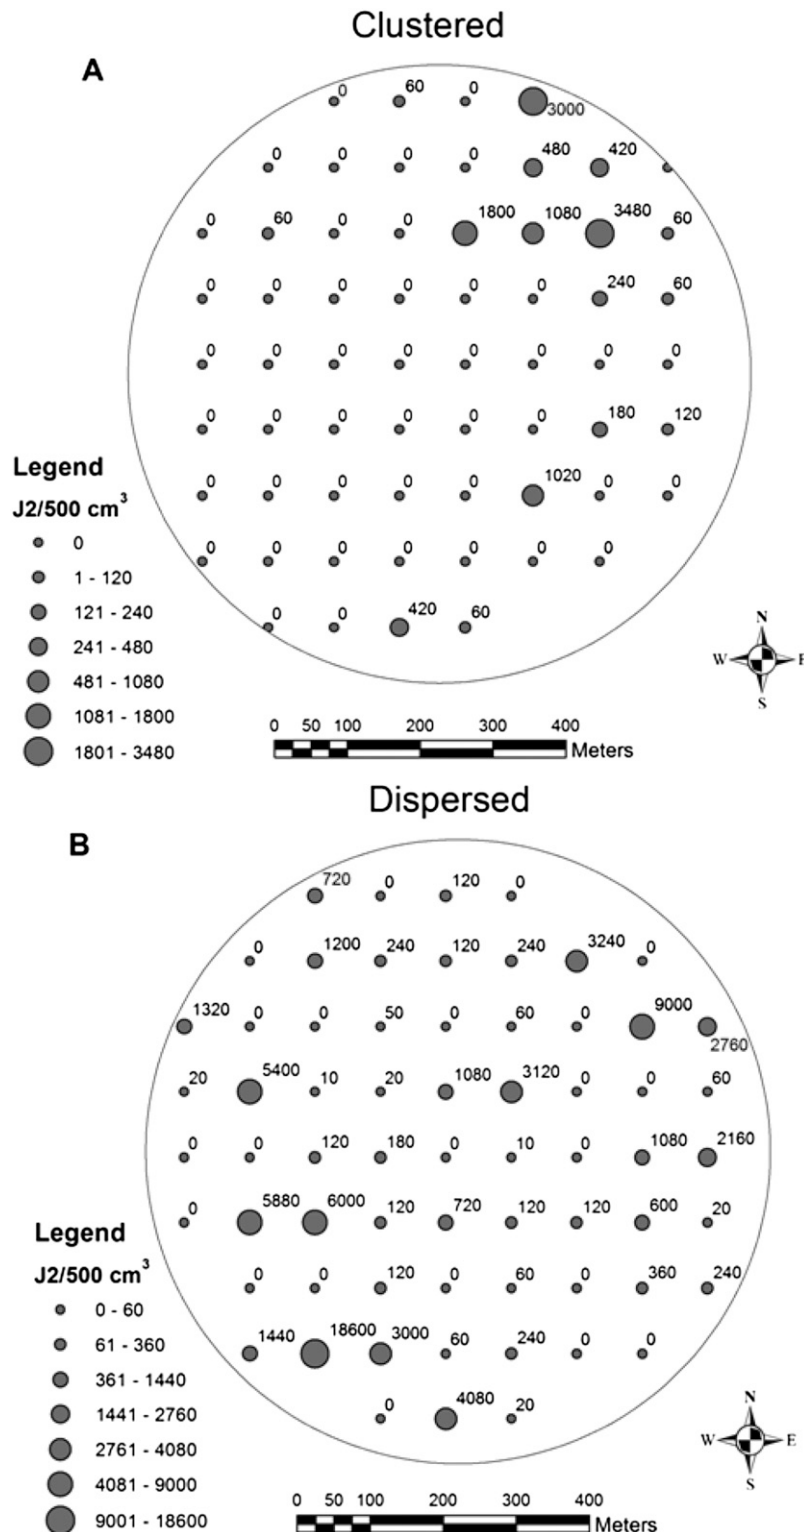 Clustered
A
0 60 0 3000
0 0 0 0 480 420
0 60 0 0 1800 1080 3480 60
0 0 0 0 0 0 240 60
0 0 0 0 0 0 0 0
0 0 0 0 0 0 180 120
0 0 0 0 0 1020 0 0
0 0 0 0 0 0 0
0 0 420 60
Legend
J2/500 cm³
0
1 - 120
121 - 240
241 - 480
481 - 1080
1081 - 1800
1801 - 3480
N
W E
S
0 50 100 200 300 400
Meters
Dispersed
B
720 0 120 0
0 1200 240 120 240 3240 0
1320 0 0 50 0 60 0 9000 2760
20 5400 10 20 1080 3120 0 0 60
0 0 120 180 0 10 0 1080 2160
0 5880 6000 120 720 120 120 600 20
0 0 120 0 60 0 360 240
1440 18600 3000 60 240 0 0
0 4080 20
Legend
J2/500 cm³
0 - 60
61 - 360
361 - 1440
1441 - 2760
2761 - 4080
4081 - 9000
9001 - 18600
N
W E
S
0 50 100 200 300 400
Meters